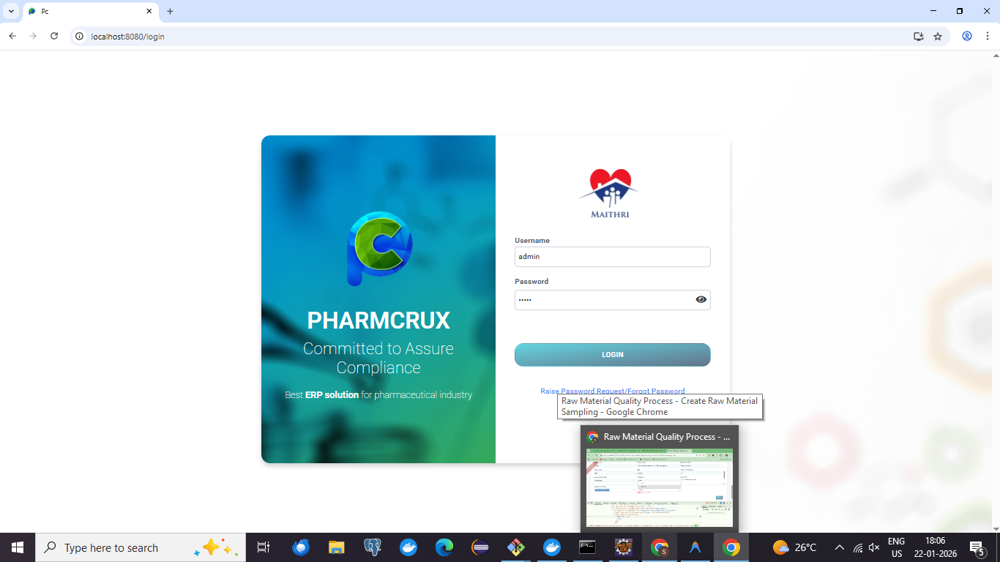 Pc
localhost:8080/login
MAITHRI
Username
admin
Password
•••••
PHARMCRUX
Committed to Assure
Compliance
Best ERP solution for pharmaceutical industry
LOGIN
Raise Password Request/Forgot Password
Raw Material Quality Process - Create Raw Material
Sampling - Google Chrome
Raw Material Quality Process - ...
Type here to search
26°C
ENG
US
18:06
22-01-2026
5